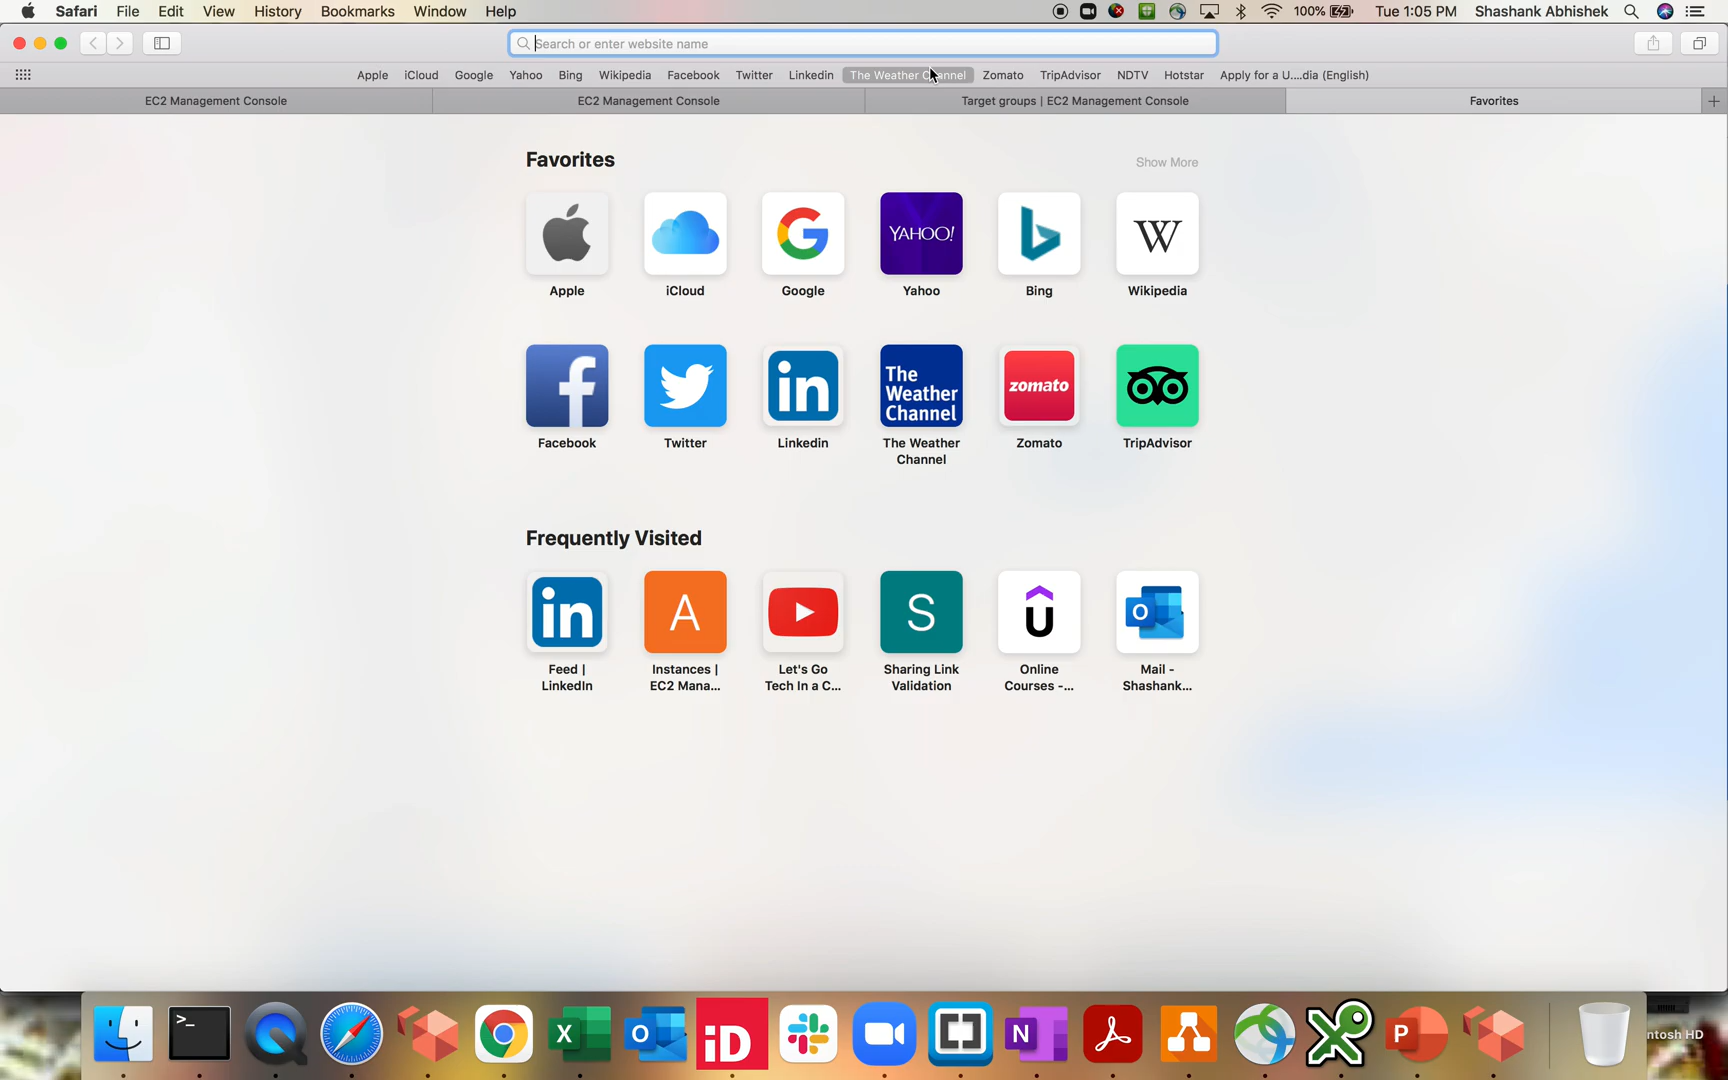 Safari File Edit View History Bookmarks Window Help 100% Tue 1:05 PM Shashank Abhishek
Search or enter website name
Apple iCloud Google Yahoo Bing Wikipedia Facebook Twitter Linkedin The Weather Channel Zomato TripAdvisor NDTV Hotstar Apply for a U....dia (English)
EC2 Management Console EC2 Management Console Target groups | EC2 Management Console Favorites
Favorites Show More
YAHOO! W
Apple iCloud Google Yahoo Bing Wikipedia
f in The Weather Channel zomato
Facebook Twitter Linkedin The Weather Channel Zomato TripAdvisor
Frequently Visited
in A S O
Feed | LinkedIn
Instances | EC2 Mana...
Let's Go Tech In a C...
Sharing Link Validation
Online Courses -...
Mail - Shashank...
>_ X O iD N P
ntosh HD